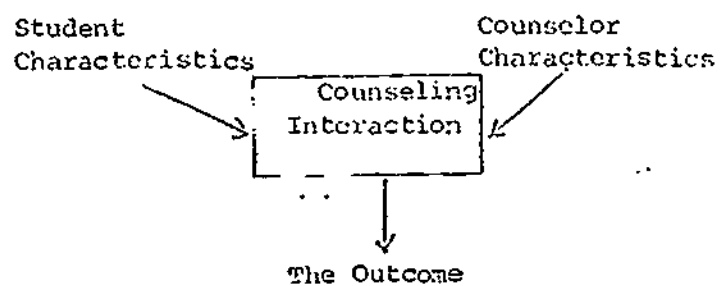 Student
Characteristics
Counselor
Characteristics
Counseling
Interaction
The Outcome